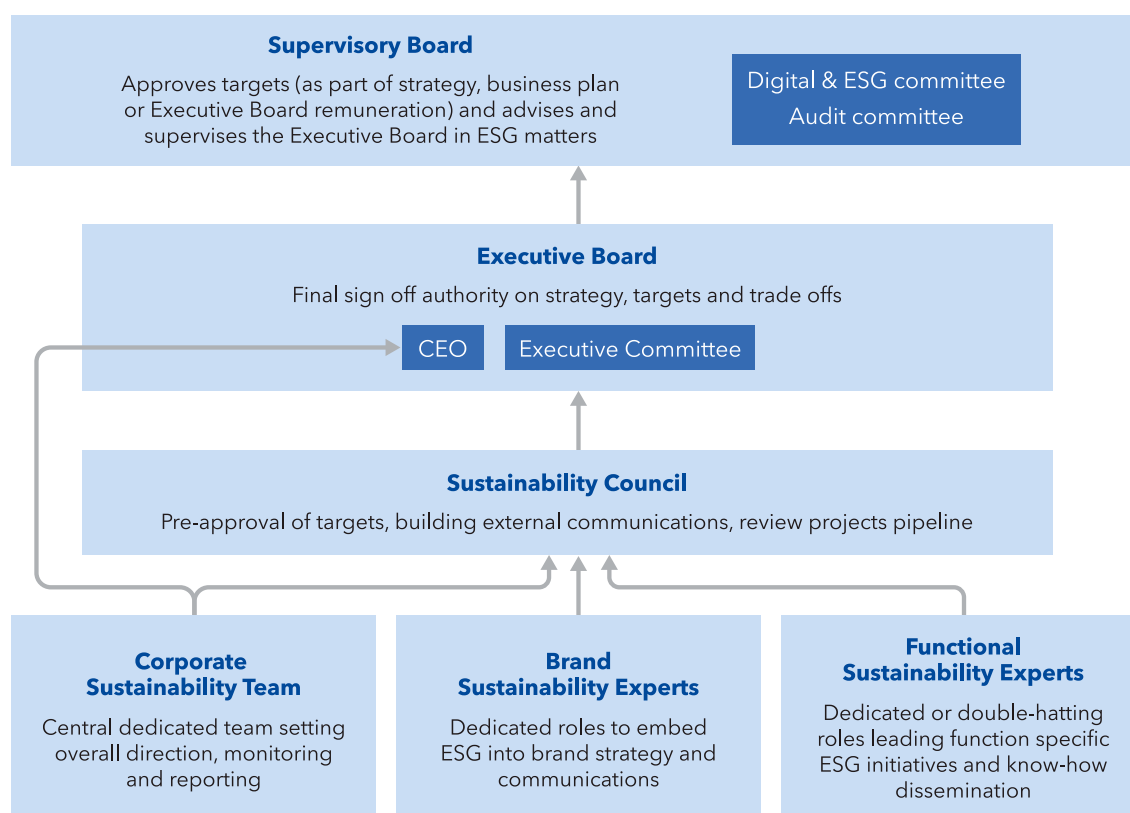 Supervisory Board
Approves targets (as part of strategy, business plan
or Executive Board remuneration) and advises and
supervises the Executive Board in ESG matters
Digital & ESG committee
Audit committee
Executive Board
Final sign off authority on strategy, targets and trade offs
CEO
Executive Committee
Sustainability Council
Pre-approval of targets, building external communications, review projects pipeline
Corporate
Sustainability Team
Central dedicated team setting
overall direction, monitoring
and reporting
Brand
Sustainability Experts
Dedicated roles to embed
ESG into brand strategy and
communications
Functional
Sustainability Experts
Dedicated or double-hatting
roles leading function specific
ESG initiatives and know-how
dissemination